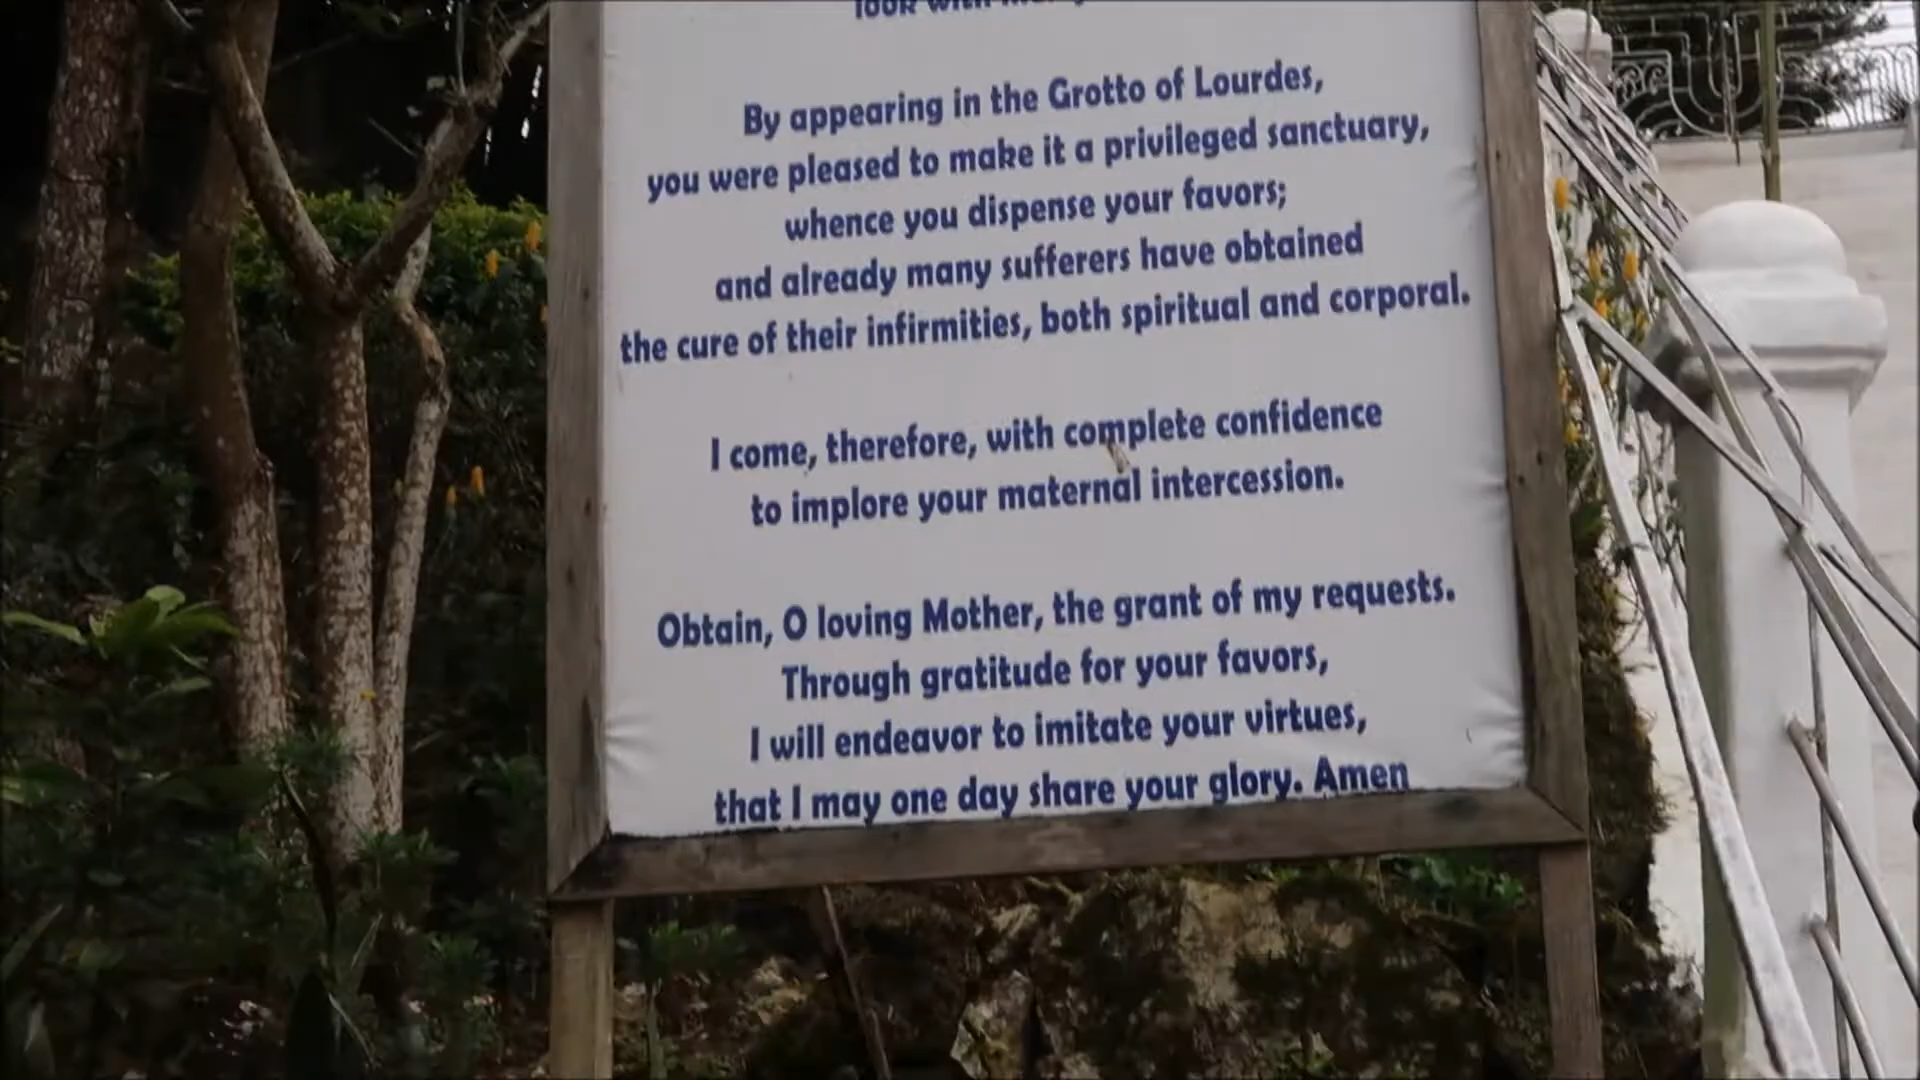 look with
By appearing in the Grotto of Lourdes,
you were pleased to make it a privileged sanctuary,
whence you dispense your favors;
and already many sufferers have obtained
the cure of their infirmities, both spiritual and corporal.
I come, therefore, with complete confidence
to implore your maternal intercession.
Obtain, O loving Mother, the grant of my requests.
Through gratitude for your favors,
I will endeavor to imitate your virtues,
that I may one day share your glory. Amen